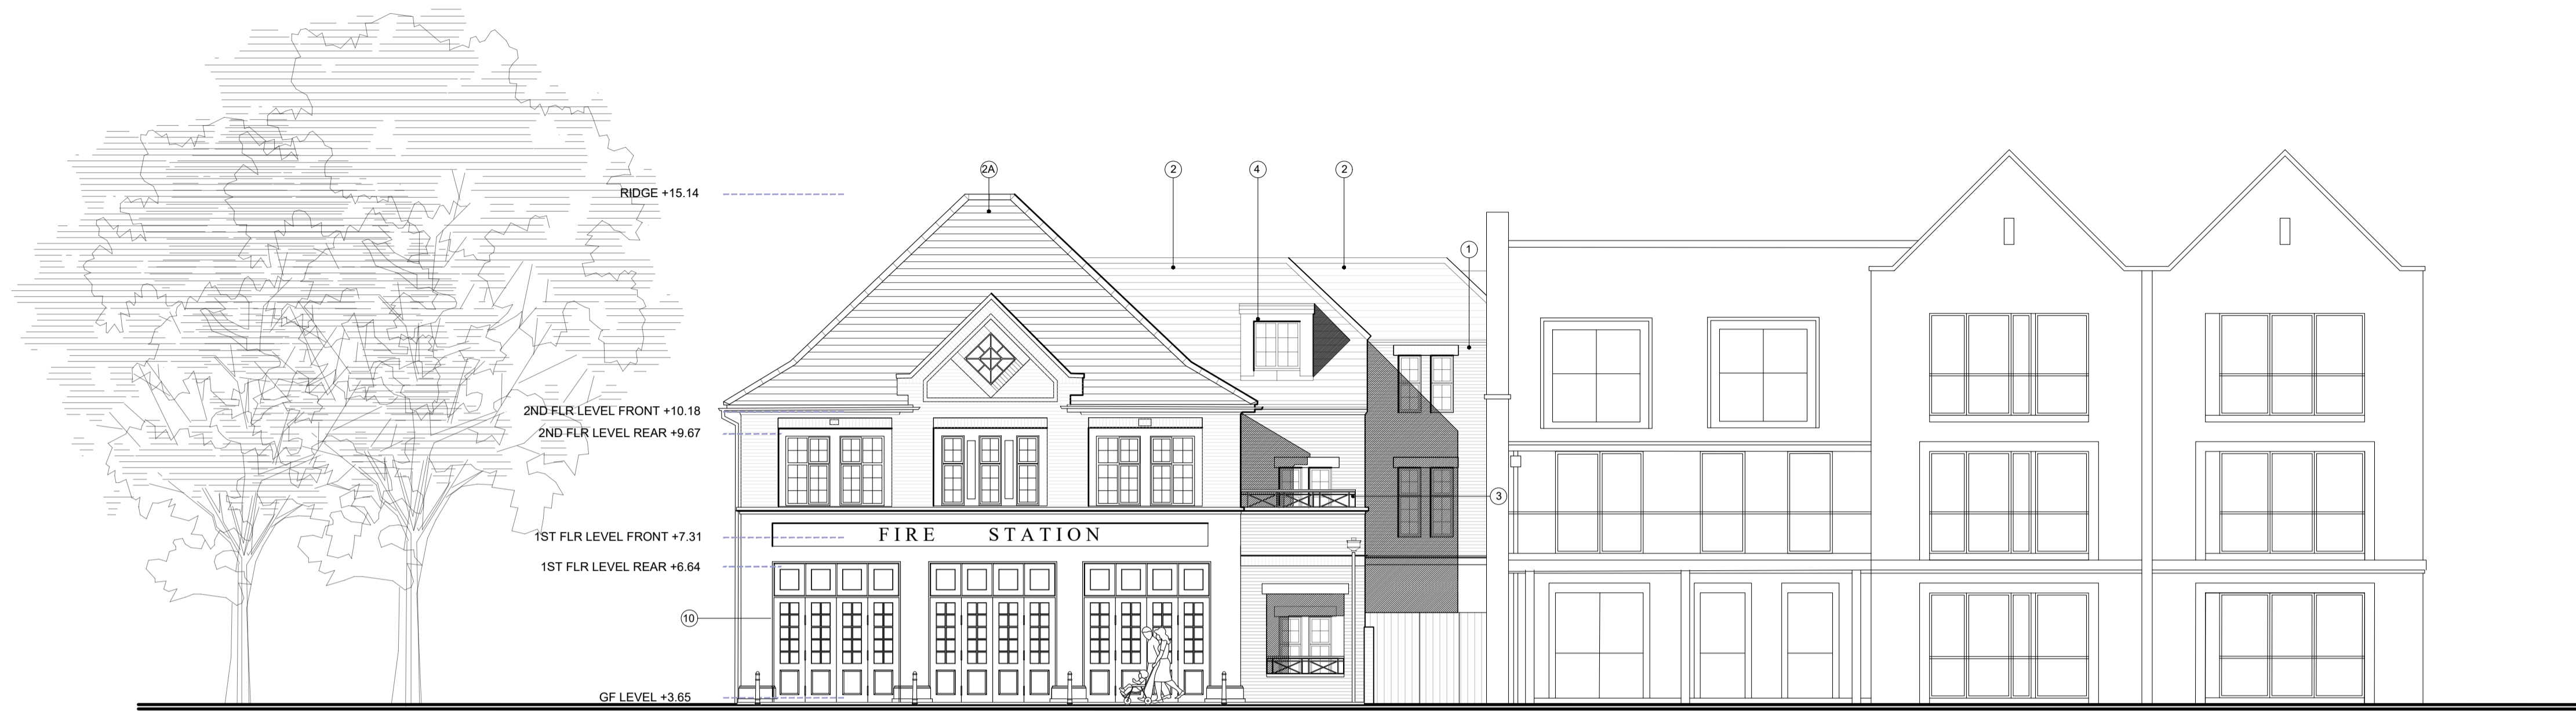 2A
2
4
2
RIDGE +15.14
1
2ND FLR LEVEL FRONT +10.18
2ND FLR LEVEL REAR +9.67
3
FIRE STATION
1ST FLR LEVEL FRONT +7.31
1ST FLR LEVEL REAR +6.64
10
GF LEVEL +3.65